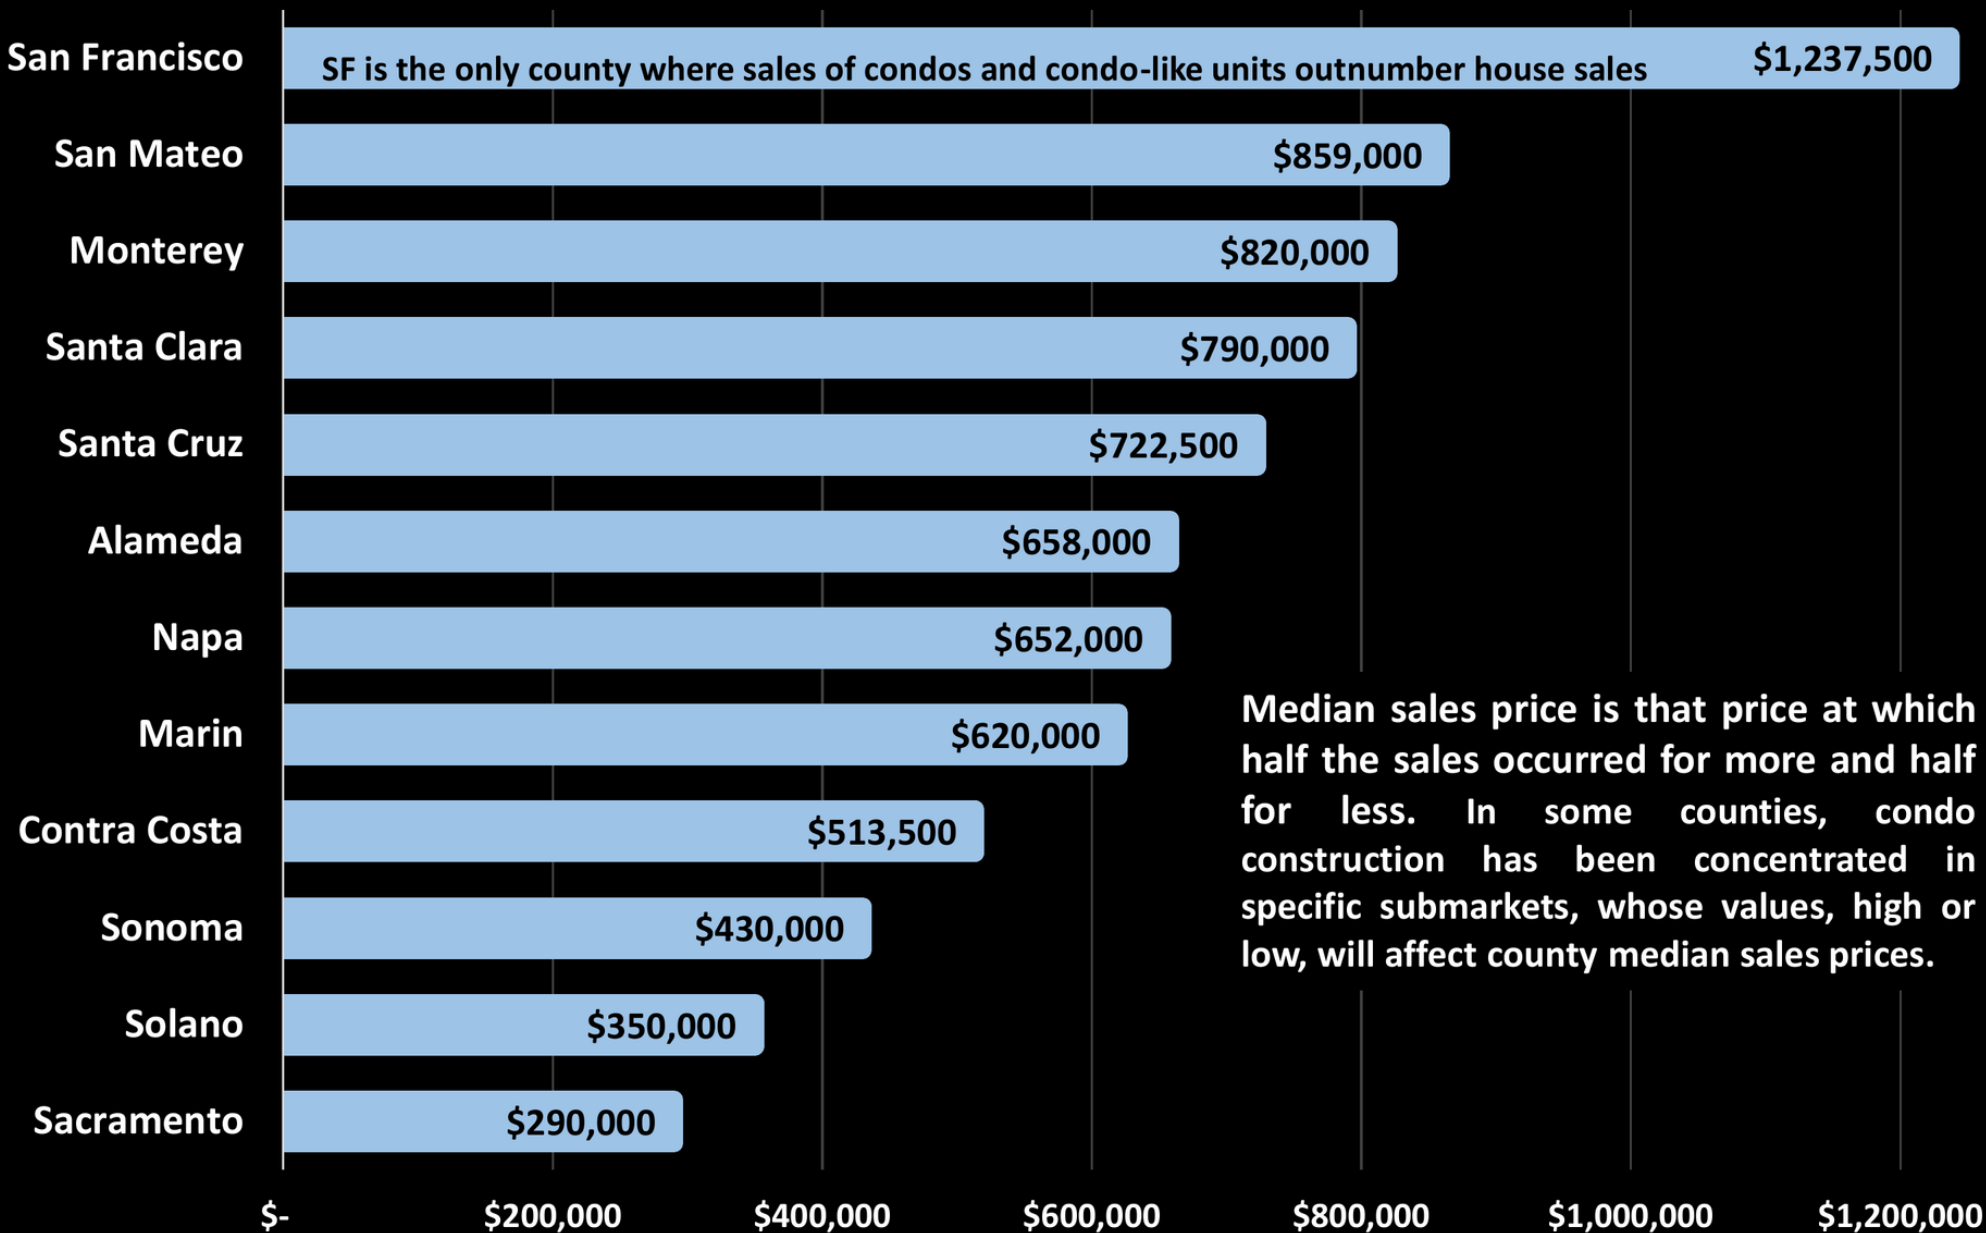 San Francisco
SF is the only county where sales of condos and condo-like units outnumber house sales
$1,237,500
San Mateo
$859,000
Monterey
$820,000
Santa Clara
$790,000
Santa Cruz
$722,500
Alameda
$658,000
Napa
$652,000
Marin
$620,000
Contra Costa
$513,500
Sonoma
$430,000
Solano
$350,000
Sacramento
$290,000
Median sales price is that price at which
half the sales occurred for more and half
for less. In some counties, condo
construction has been concentrated in
specific submarkets, whose values, high or
low, will affect county median sales prices.
$-
$200,000
$400,000
$600,000
$800,000
$1,000,000
$1,200,000